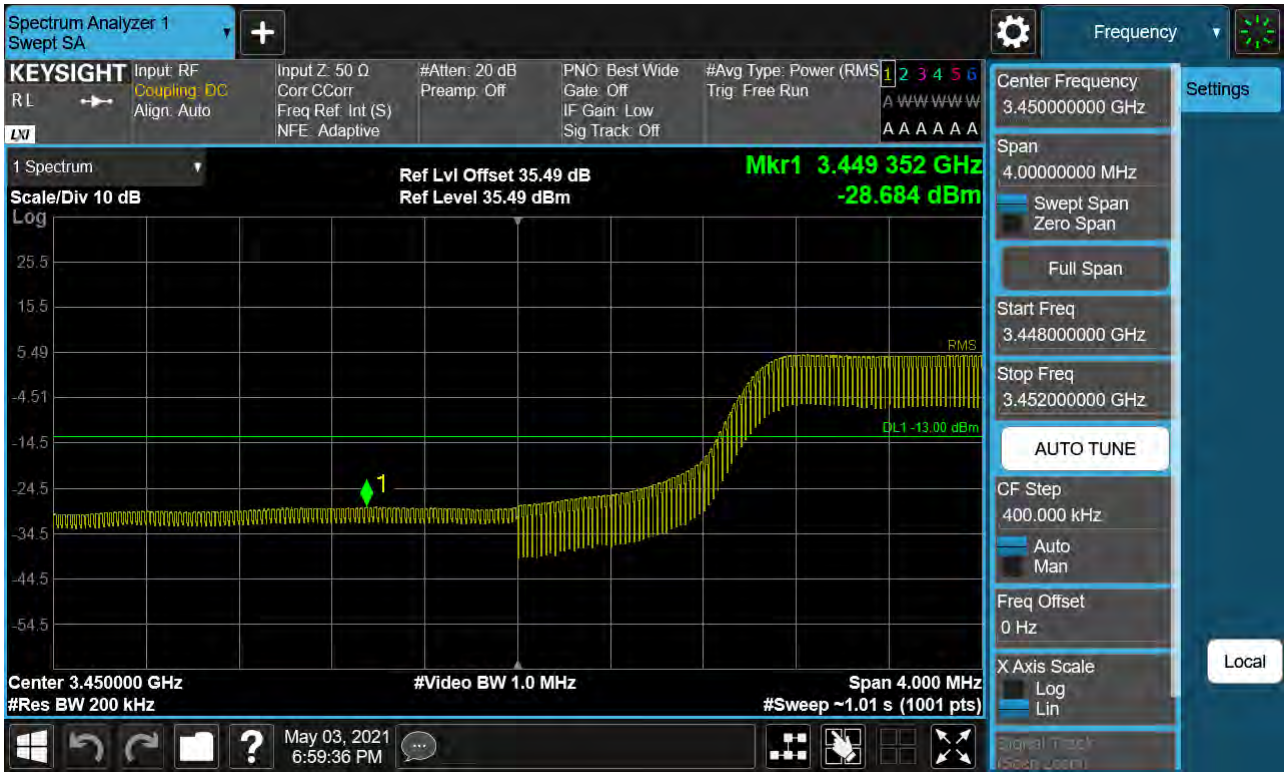 Spectrum Analyzer 1
Swept SA
Frequency
KEYSIGHT
RL
LXI
Input: RF
Coupling: DC
Align: Auto
Input Z: 50 Ω
Corr CCorr
Freq Ref: Int (S)
NFE: Adaptive
#Atten: 20 dB
Preamp: Off
PNO: Best Wide
Gate: Off
IF Gain: Low
Sig Track: Off
#Avg Type: Power (RMS
Trig: Free Run
1 2 3 4 5 6
A W W W W W
A A A A A A
1 Spectrum
Scale/Div 10 dB
Log
Ref Lvl Offset 35.49 dB
Ref Level 35.49 dBm
Mkr1 3.449 352 GHz
-28.684 dBm
25.5
15.5
5.49
-4.51
-14.5
-24.5
-34.5
-44.5
-54.5
RMS
DL1 -13.00 dBm
1
Center 3.450000 GHz
#Res BW 200 kHz
#Video BW 1.0 MHz
Span 4.000 MHz
#Sweep ~1.01 s (1001 pts)
Center Frequency
3.450000000 GHz
Span
4.00000000 MHz
Swept Span
Zero Span
Full Span
Start Freq
3.448000000 GHz
Stop Freq
3.452000000 GHz
AUTO TUNE
CF Step
400.000 kHz
Auto
Man
Freq Offset
0 Hz
X Axis Scale
Log
Lin
Signal Track
(Span Zoom)
Settings
Local
?
May 03, 2021
6:59:36 PM